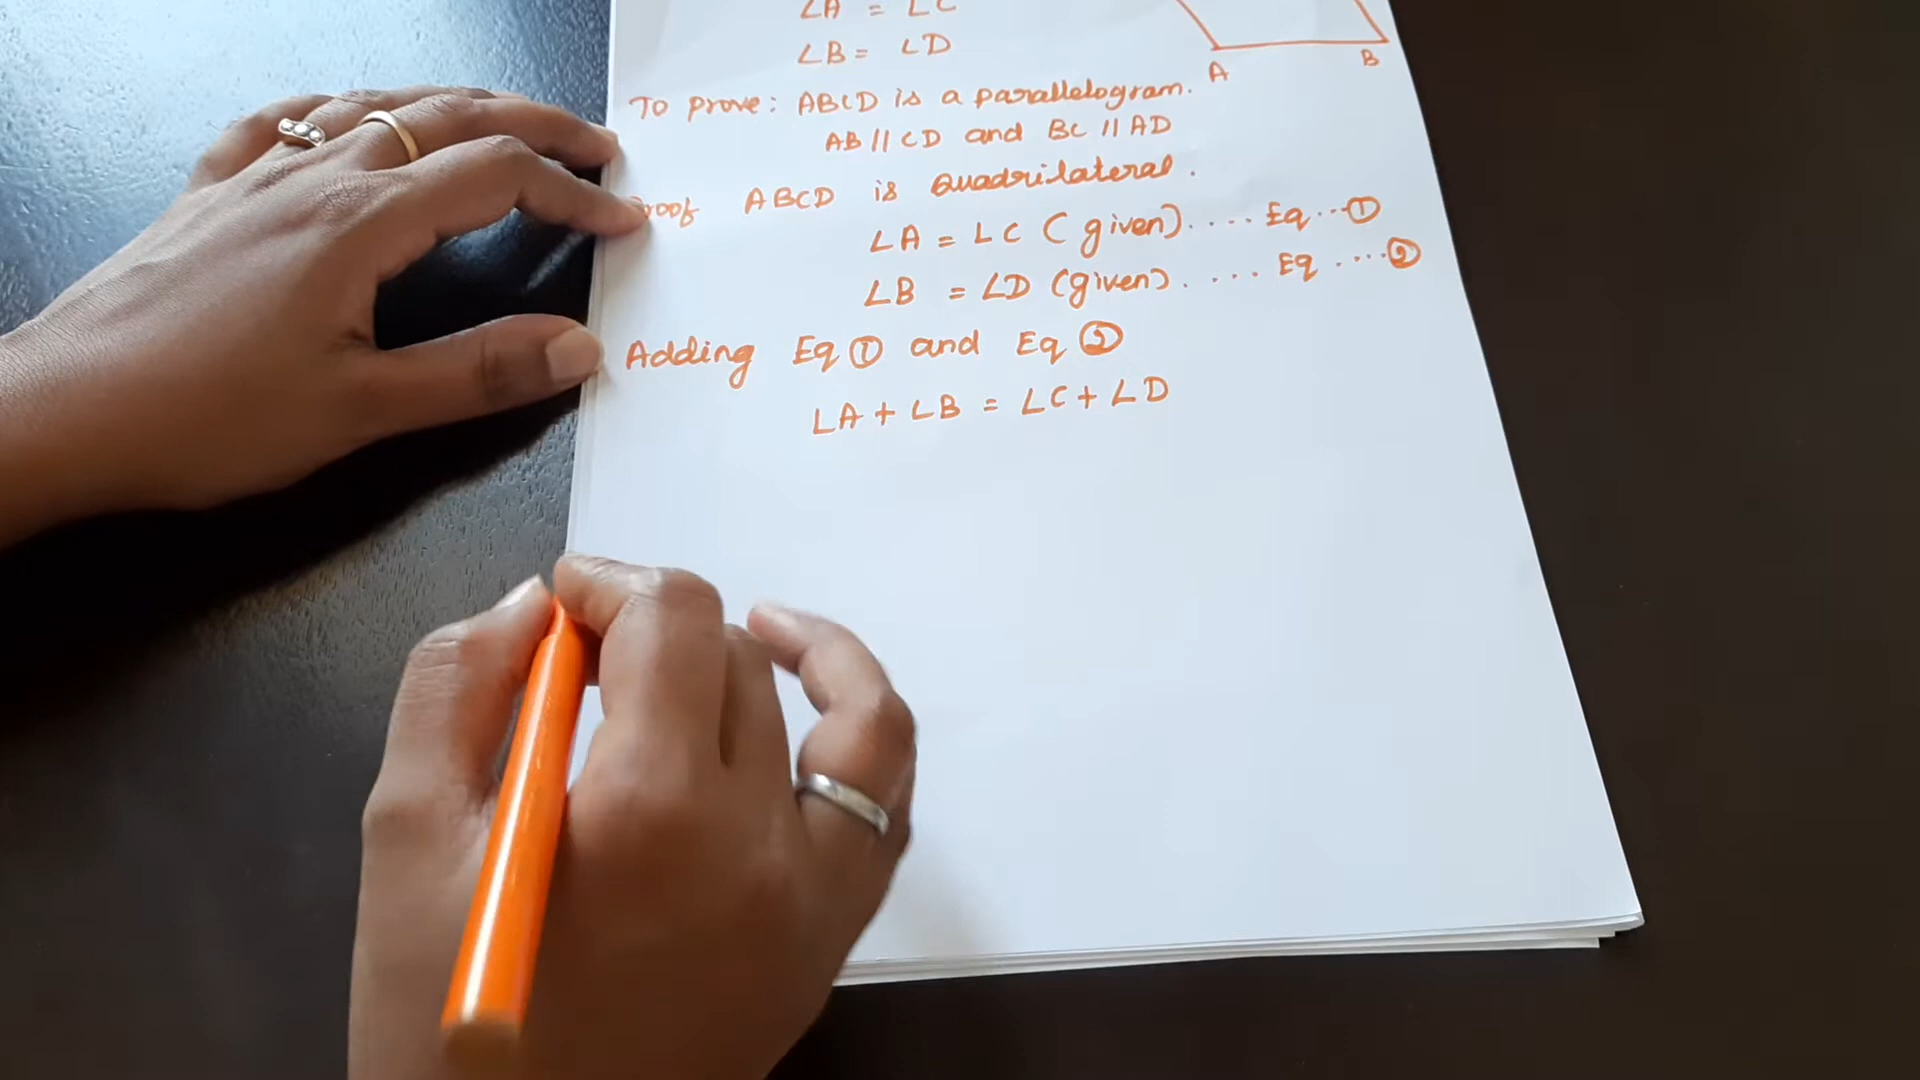 ∠A = ∠C
∠B = ∠D
A B
To prove: ABCD is a parallelogram.
AB // CD and BC // AD
Proof ABCD is Quadrilateral.
∠A = ∠C (given). ... Eq ...①
∠B = ∠D (given). ... Eq ....②
Adding Eq ① and Eq ②
∠A + ∠B = ∠C + ∠D